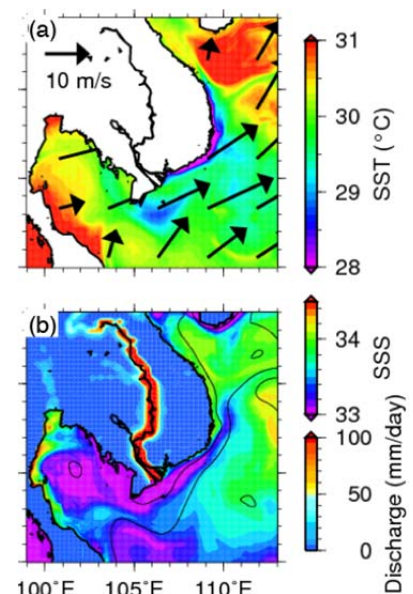 (a)
10 m/s
31
30
29
28
SST (°C)
(b)
34
33
SSS
100
50
0
Discharge (mm/day)
100°E 105°E 110°E